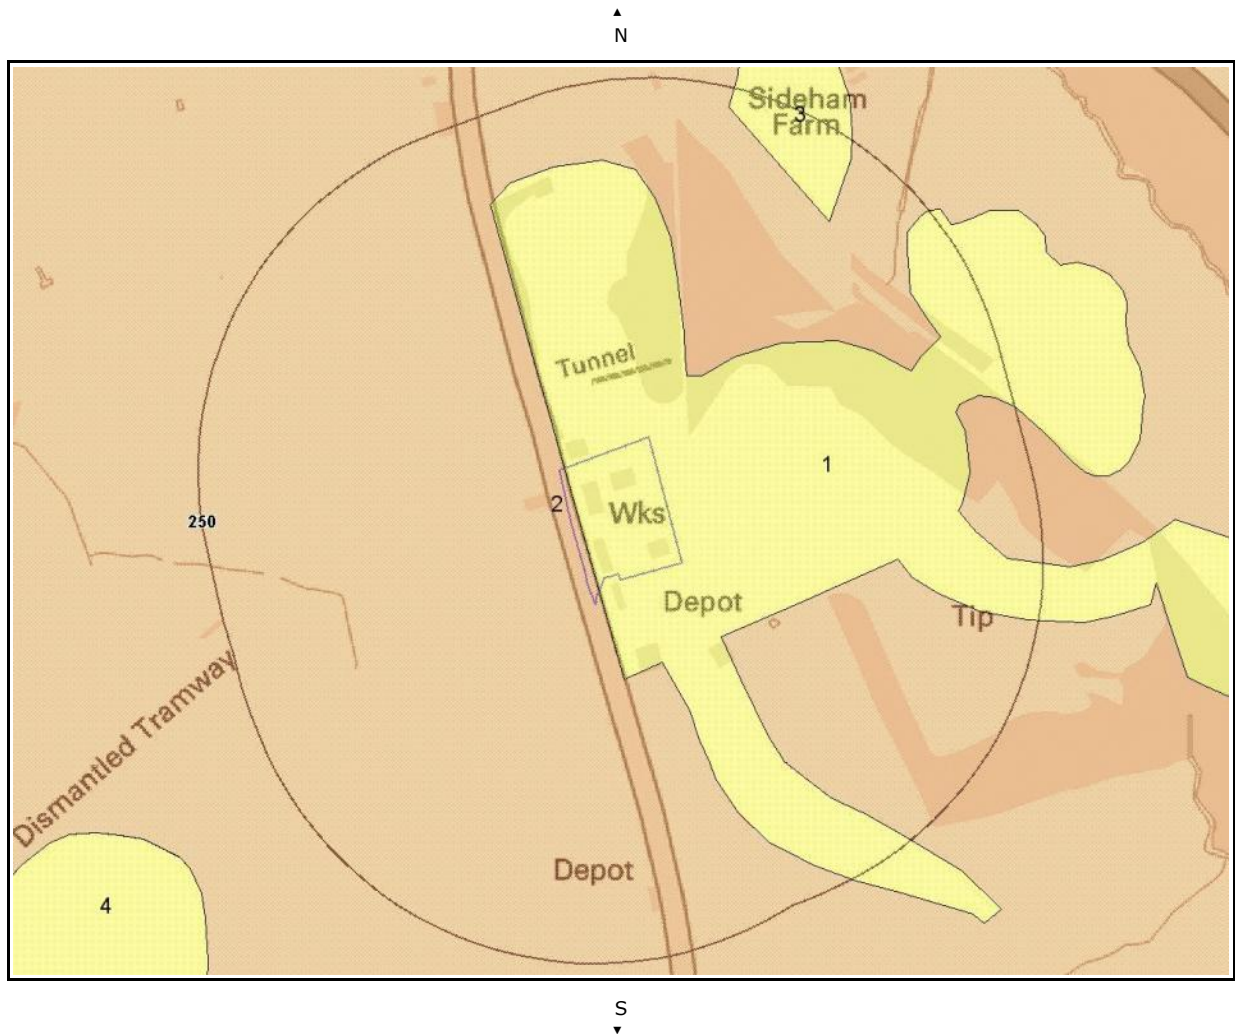 N
Sideham
3
Farm
Tunnel
1
2
Wks
250
Depot
Tip
Dismantled Tramway
Depot
4
S